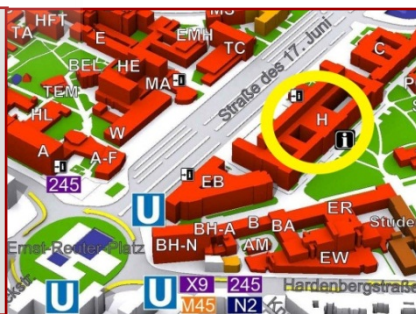 HFT
MS
TA
E
EMH
TC
C
BEL
HE
MA
Straße des 17. Juni
TEM
H
HL
W
A
A-F
i
245
EB
U
BH-A
B
BA
ER
BH-N
AM
EW
Ernst-Reuter-Platz
U
U
X9
245
Hardenbergstraße
M45
N2